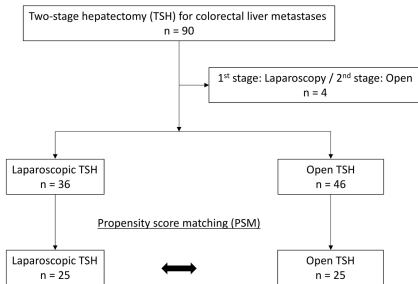 Two-stage hepatectomy (TSH) for colorectal liver metastases
n = 90
1st stage: Laparoscopy / 2nd stage: Open
n = 4
Laparoscopic TSH
n = 36
Open TSH
n = 46
Propensity score matching (PSM)
Laparoscopic TSH
n = 25
Open TSH
n = 25